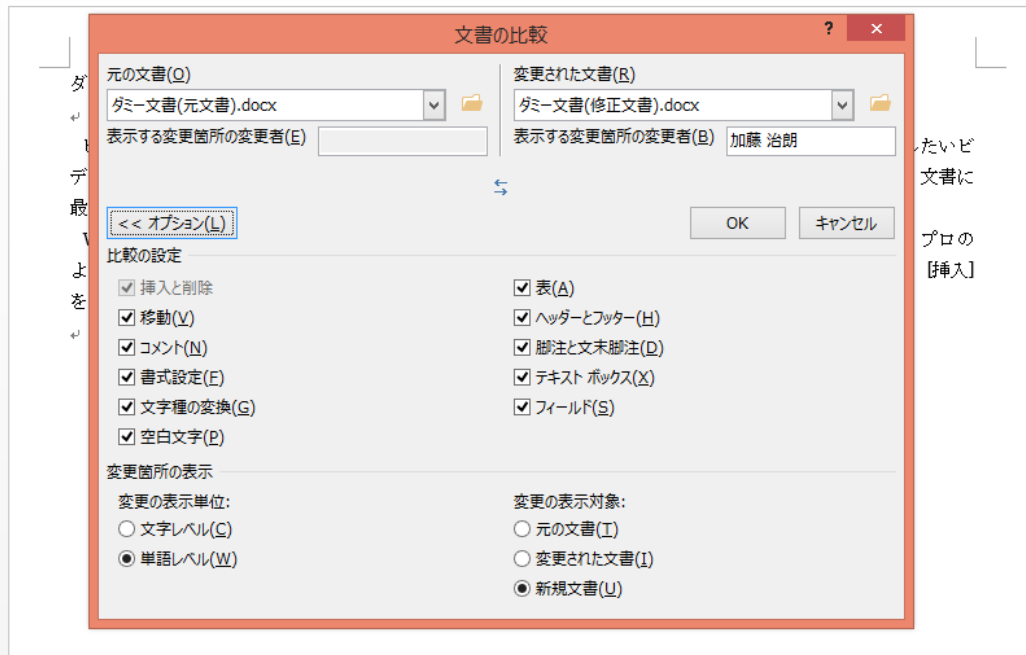 文書の比較
? ×
元の文書(O)
変更された文書(R)
ダミー文書(元文書).docx
ダミー文書(修正文書).docx
表示する変更箇所の変更者(E)
表示する変更箇所の変更者(B) 加藤 治朗
<< オプション(L)
OK キャンセル
比較の設定
挿入と削除
移動(V)
コメント(N)
書式設定(F)
文字種の変換(G)
空白文字(P)
表(A)
ヘッダーとフッター(H)
脚注と文末脚注(D)
テキスト ボックス(X)
フィールド(S)
変更箇所の表示
変更の表示単位:
文字レベル(C)
単語レベル(W)
変更の表示対象:
元の文書(T)
変更された文書(I)
新規文書(U)
ダ
たいビ
デ 文書に
最
プロの
よ [挿入]
を